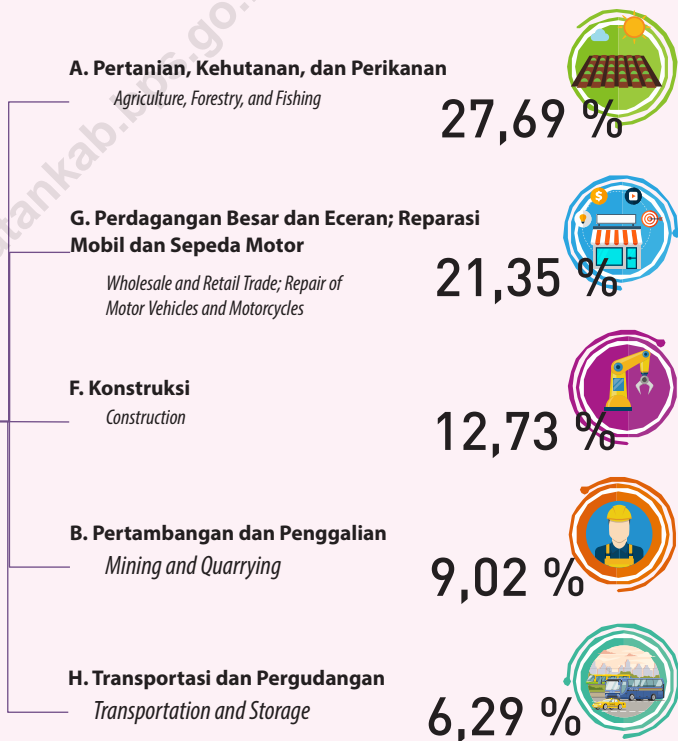 A. Pertanian, Kehutanan, dan Perikanan
Agriculture, Forestry, and Fishing
27,69 %
G. Perdagangan Besar dan Eceran; Reparasi
Mobil dan Sepeda Motor
Wholesale and Retail Trade; Repair of
Motor Vehicles and Motorcycles
21,35 %
F. Konstruksi
Construction
12,73 %
B. Pertambangan dan Penggalian
Mining and Quarrying
9,02 %
H. Transportasi dan Pergudangan
Transportation and Storage
6,29 %